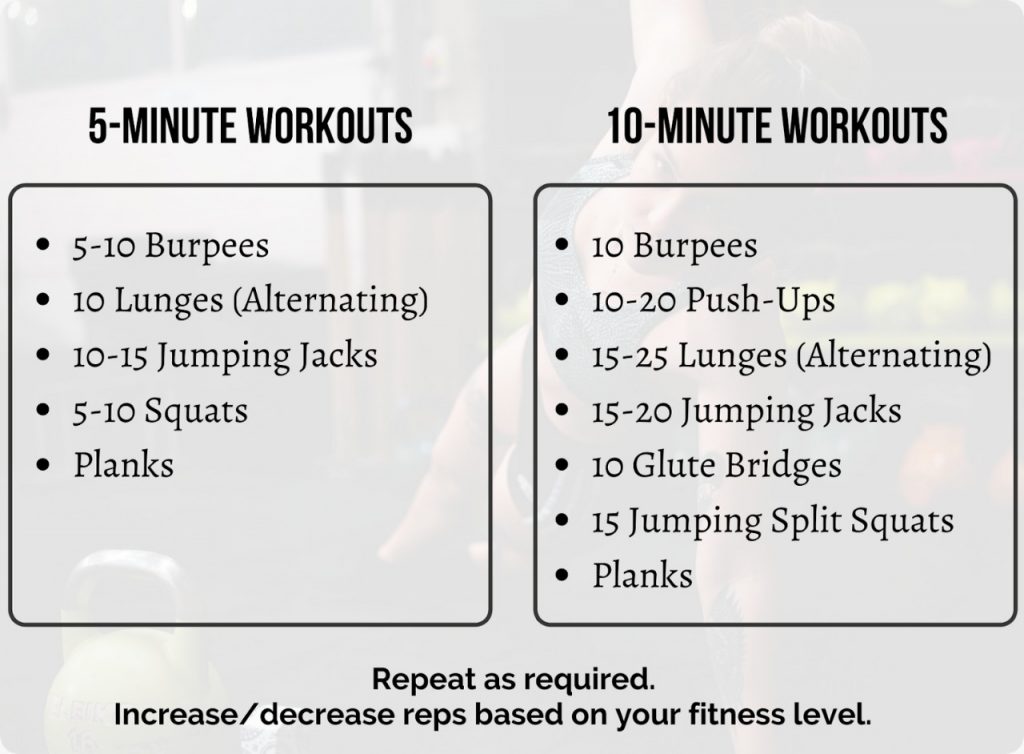 5-MINUTE WORKOUTS
• 5-10 Burpees
• 10 Lunges (Alternating)
• 10-15 Jumping Jacks
• 5-10 Squats
• Planks
10-MINUTE WORKOUTS
• 10 Burpees
• 10-20 Push-Ups
• 15-25 Lunges (Alternating)
• 15-20 Jumping Jacks
• 10 Glute Bridges
• 15 Jumping Split Squats
• Planks
Repeat as required.
Increase/decrease reps based on your fitness level.